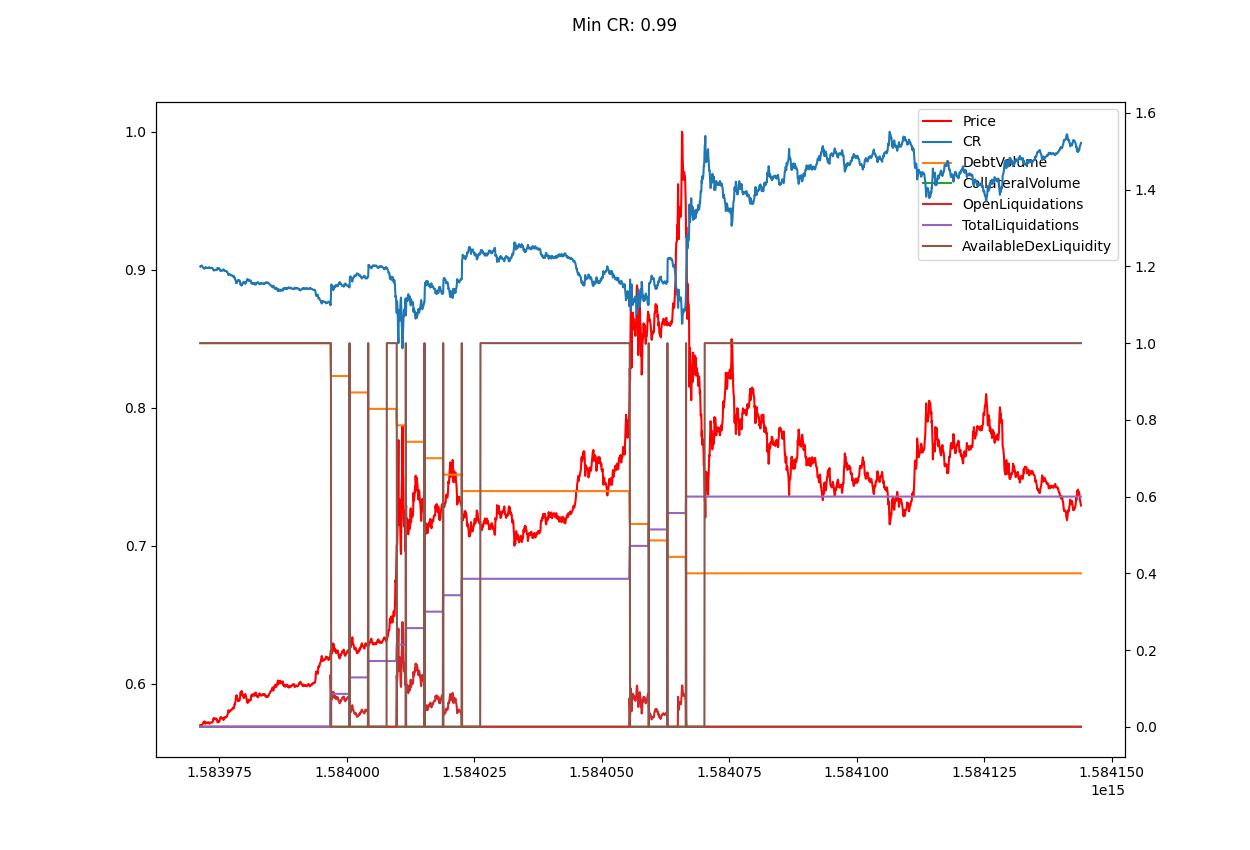 Min CR: 0.99
1.0
0.9
0.8
0.7
0.6
1.6
1.4
1.2
1.0
0.8
0.6
0.4
0.2
0.0
Price
CR
DebtVolume
CollateralVolume
OpenLiquidations
TotalLiquidations
AvailableDexLiquidity
1.583975 1.584000 1.584025 1.584050 1.584075 1.584100 1.584125 1.584150
1e15